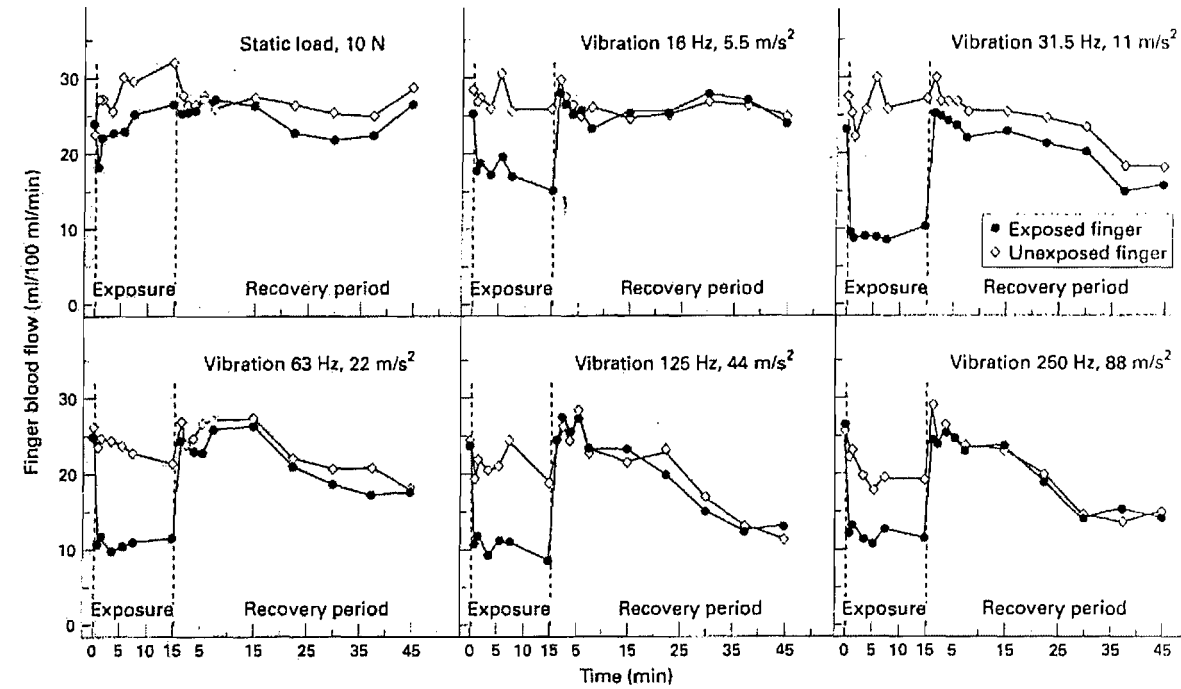 Finger blood flow (ml/100 ml/min)
Static load, 10 N
Vibration 16 Hz, 5.5 m/s²
Vibration 31.5 Hz, 11 m/s²
30
20
10
0
Exposed finger
Unexposed finger
Exposure Recovery period
Exposure Recovery period
Exposure Recovery period
Vibration 63 Hz, 22 m/s²
Vibration 125 Hz, 44 m/s²
Vibration 250 Hz, 88 m/s²
30
20
10
0
Exposure Recovery period
Exposure Recovery period
Exposure Recovery period
0 5 10 15 5 15 25 35 45
0 5 10 15 5 15 25 35 45
0 5 10 15 5 15 25 35 45
Time (min)